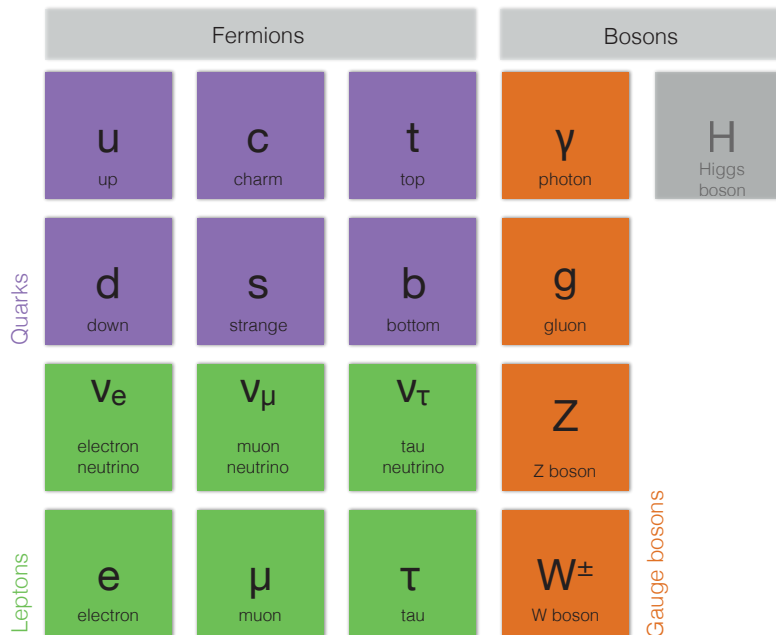 Fermions
Bosons
u
up
c
charm
t
top
γ
photon
H
Higgs
boson
Quarks
d
down
s
strange
b
bottom
g
gluon
νe
electron
neutrino
νμ
muon
neutrino
ντ
tau
neutrino
Z
Z boson
Leptons
e
electron
μ
muon
τ
tau
W±
W boson
Gauge bosons